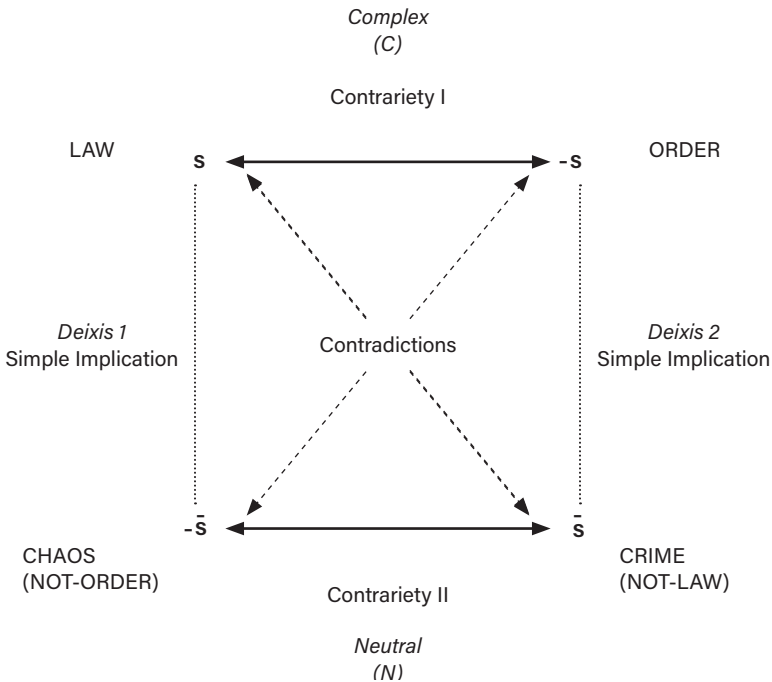 Complex
(C)
Contrariety I
LAW
S
-S
ORDER
Deixis 1
Simple Implication
Contradictions
Deixis 2
Simple Implication
-S̄
S̄
CHAOS
(NOT-ORDER)
CRIME
(NOT-LAW)
Contrariety II
Neutral
(N)